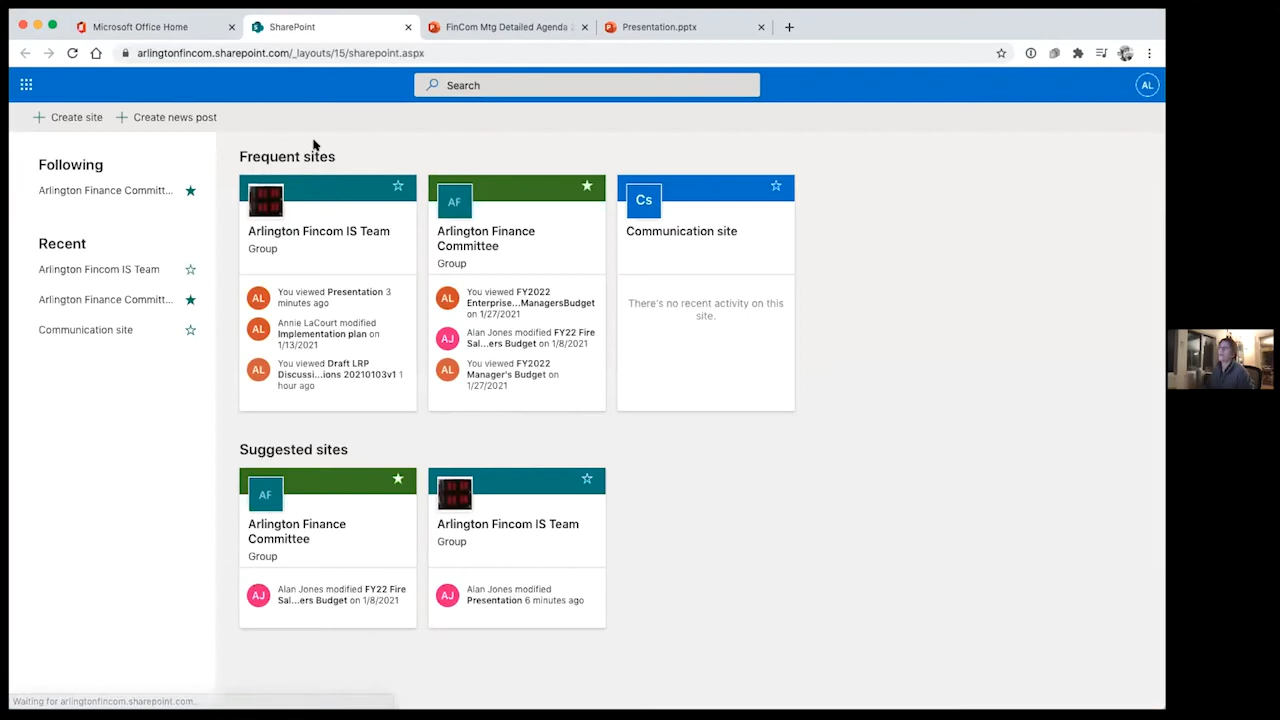 Microsoft Office Home
SharePoint
FinCom Mtg Detailed Agenda
Presentation.pptx
arlingtonfincom.sharepoint.com/_layouts/15/sharepoint.aspx
Search
AL
Create site
Create news post
Following
Arlington Finance Committ...
Recent
Arlington Fincom IS Team
Arlington Finance Committ...
Communication site
Frequent sites
Arlington Fincom IS Team
Group
AL
You viewed Presentation 3
minutes ago
AL
Annie LaCourt modified
Implementation plan on
1/13/2021
AL
You viewed Draft LRP
Discussi...ions 20210103v1 1
hour ago
AF
Arlington Finance
Committee
Group
AL
You viewed FY2022
Enterprise...ManagersBudget
on 1/27/2021
AJ
Alan Jones modified FY22 Fire
Sal...ers Budget on 1/8/2021
AL
You viewed FY2022
Manager's Budget on
1/27/2021
Cs
Communication site
There's no recent activity on this
site.
Suggested sites
AF
Arlington Finance
Committee
Group
AJ
Alan Jones modified FY22 Fire
Sal...ers Budget on 1/8/2021
Arlington Fincom IS Team
Group
AJ
Alan Jones modified
Presentation 6 minutes ago
Waiting for arlingtonfincom.sharepoint.com...